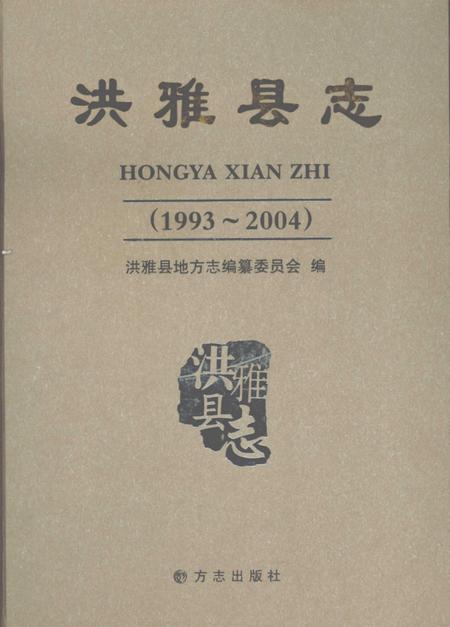 洪雅县志
HONGYA XIAN ZHI
(1993~2004)
洪雅县地方志编纂委员会 编
洪雅
县志
方志出版社